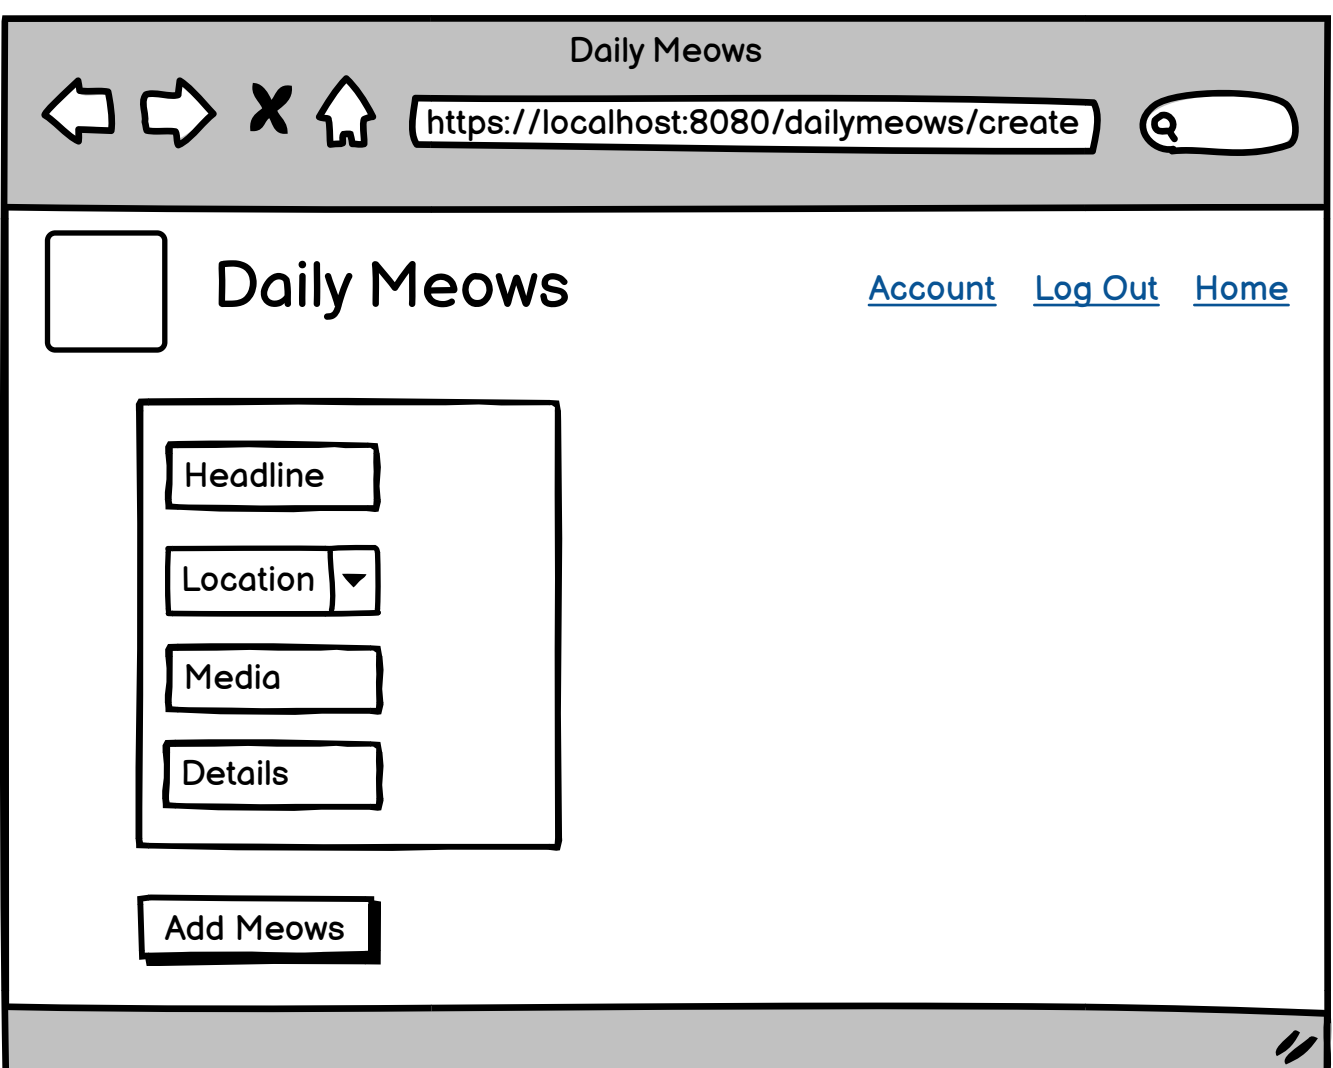 Daily Meows
https://localhost:8080/dailymeows/create
Daily Meows
Account Log Out Home
Headline
Location
Media
Details
Add Meows